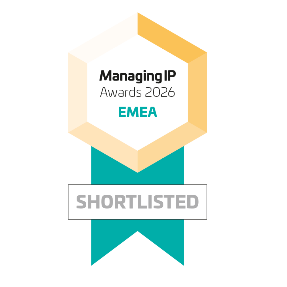 Managing IP
Awards 2026
EMEA
SHORTLISTED